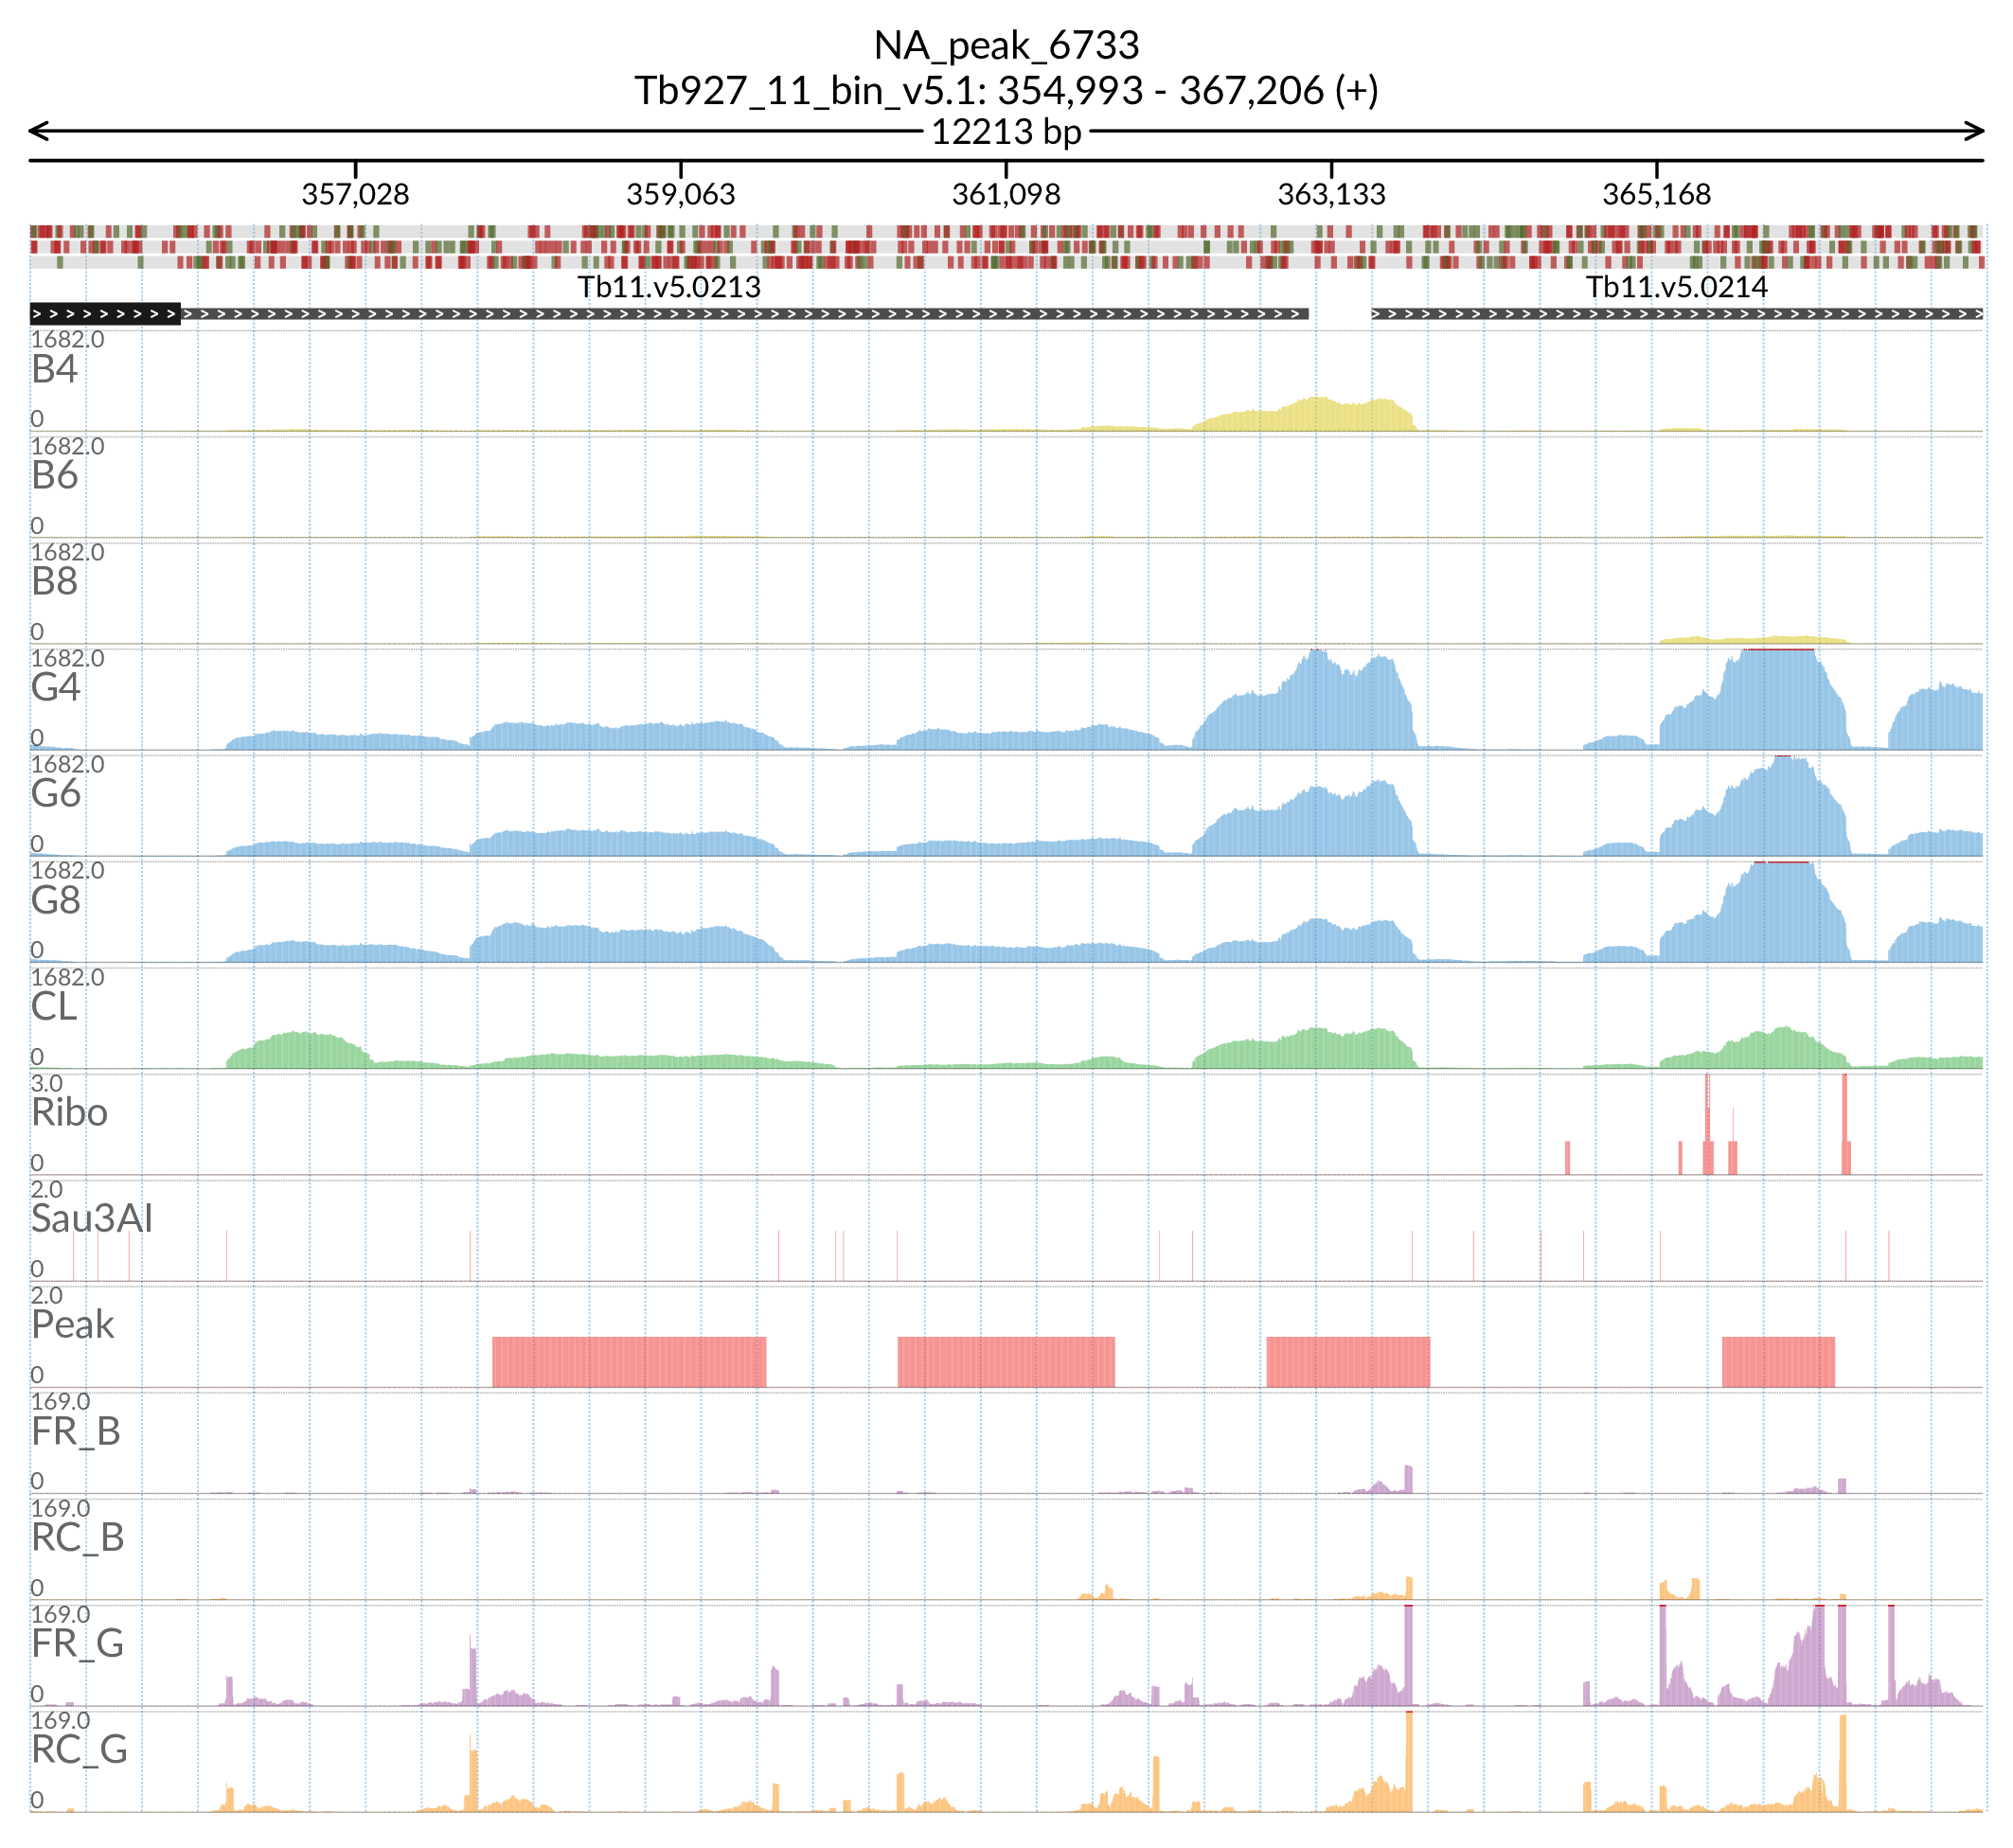 NA_peak_6733
Tb927_11_bin_v5.1: 354,993 - 367,206 (+)
12213 bp
357,028 359,063 361,098 363,133 365,168
Tb11.v5.0213 Tb11.v5.0214
1682.0
B4
0
1682.0
B6
0
1682.0
B8
0
1682.0
G4
0
1682.0
G6
0
1682.0
G8
0
1682.0
CL
0
3.0
Ribo
0
2.0
Sau3AI
0
2.0
Peak
0
169.0
FR_B
0
169.0
RC_B
0
169.0
FR_G
0
169.0
RC_G
0